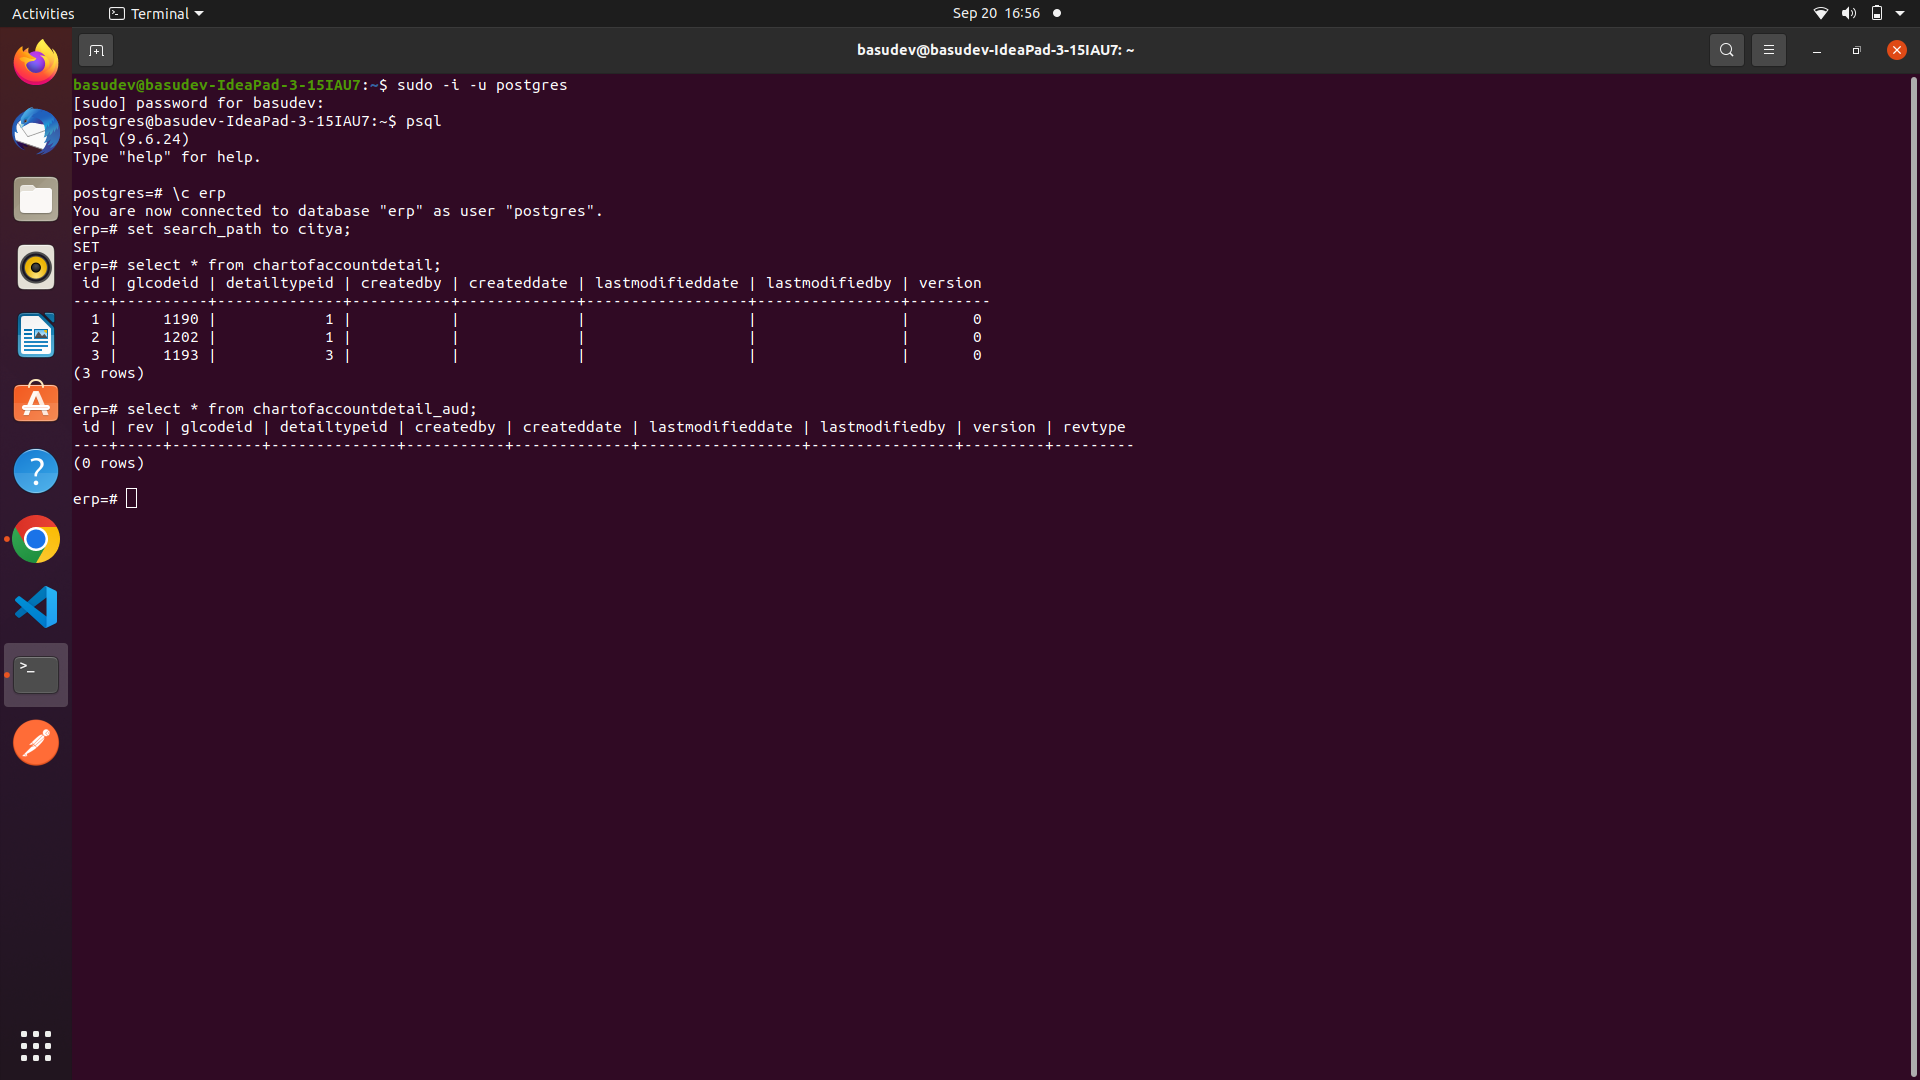 Activities Terminal Sep 20 16:56
basudev@basudev-IdeaPad-3-15IAU7: ~
basudev@basudev-IdeaPad-3-15IAU7:~$ sudo -i -u postgres
[sudo] password for basudev:
postgres@basudev-IdeaPad-3-15IAU7:~$ psql
psql (9.6.24)
Type "help" for help.

postgres=# \c erp
You are now connected to database "erp" as user "postgres".
erp=# set search_path to citya;
SET
erp=# select * from chartofaccountdetail;
 id | glcodeid | detailtypeid | createdby | createddate | lastmodifieddate | lastmodifiedby | version
----+----------+--------------+-----------+-------------+------------------+----------------+---------
  1 |     1190 |            1 |           |             |                  |                |       0
  2 |     1202 |            1 |           |             |                  |                |       0
  3 |     1193 |            3 |           |             |                  |                |       0
(3 rows)

erp=# select * from chartofaccountdetail_aud;
 id | rev | glcodeid | detailtypeid | createdby | createddate | lastmodifieddate | lastmodifiedby | version | revtype
----+-----+----------+--------------+-----------+-------------+------------------+----------------+---------+---------
(0 rows)

erp=#